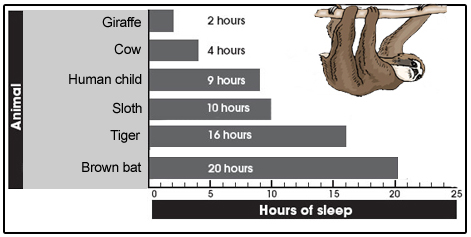 Animal
Giraffe 2 hours
Cow 4 hours
Human child 9 hours
Sloth 10 hours
Tiger 16 hours
Brown bat 20 hours
0 5 10 15 20 25
Hours of sleep